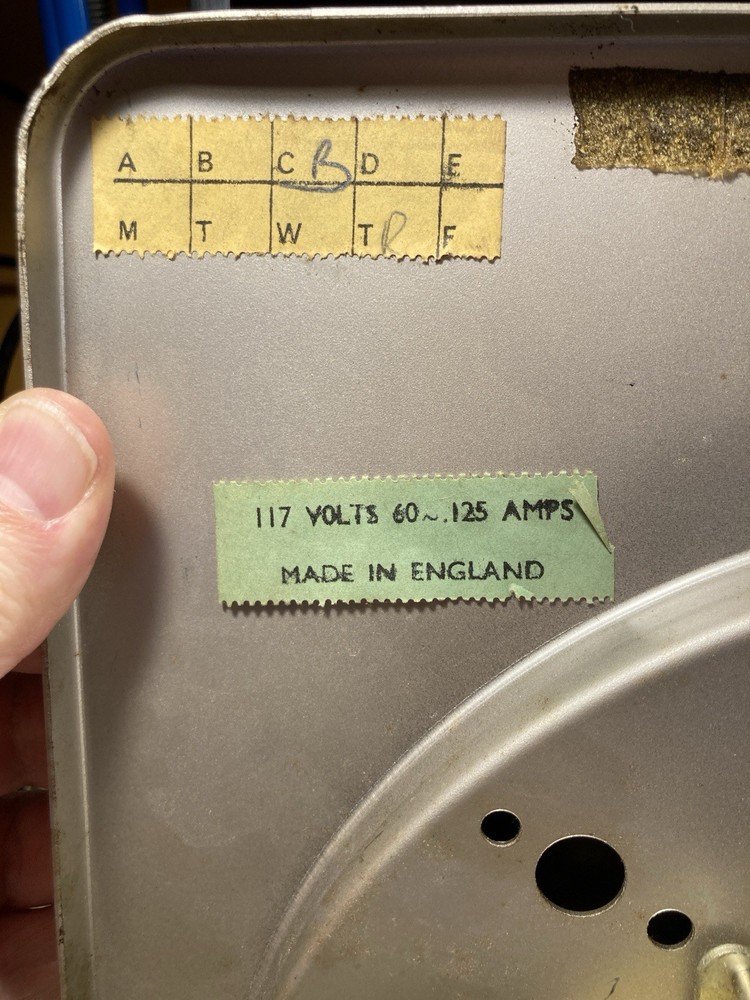 A B C B D E
M T W T R F
117 VOLTS 60~.125 AMPS
MADE IN ENGLAND